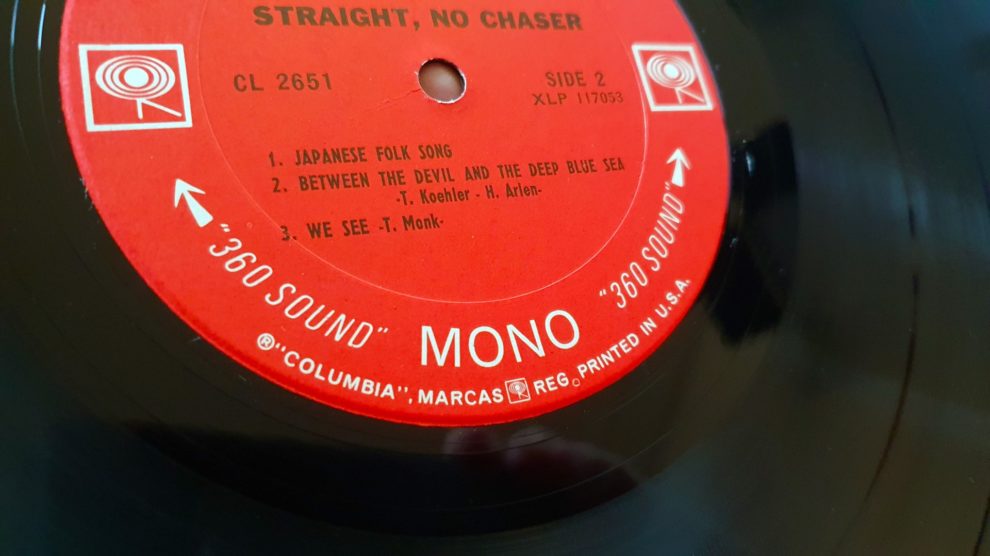 STRAIGHT, NO CHASER
CL 2651
SIDE 2
XLP 117053
1. JAPANESE FOLK SONG
2. BETWEEN THE DEVIL AND THE DEEP BLUE SEA
-T. Koehler - H. Arlen-
3. WE SEE -T. Monk-
"360 SOUND" MONO "360 SOUND"
® "COLUMBIA", MARCAS REG. PRINTED IN U.S.A.